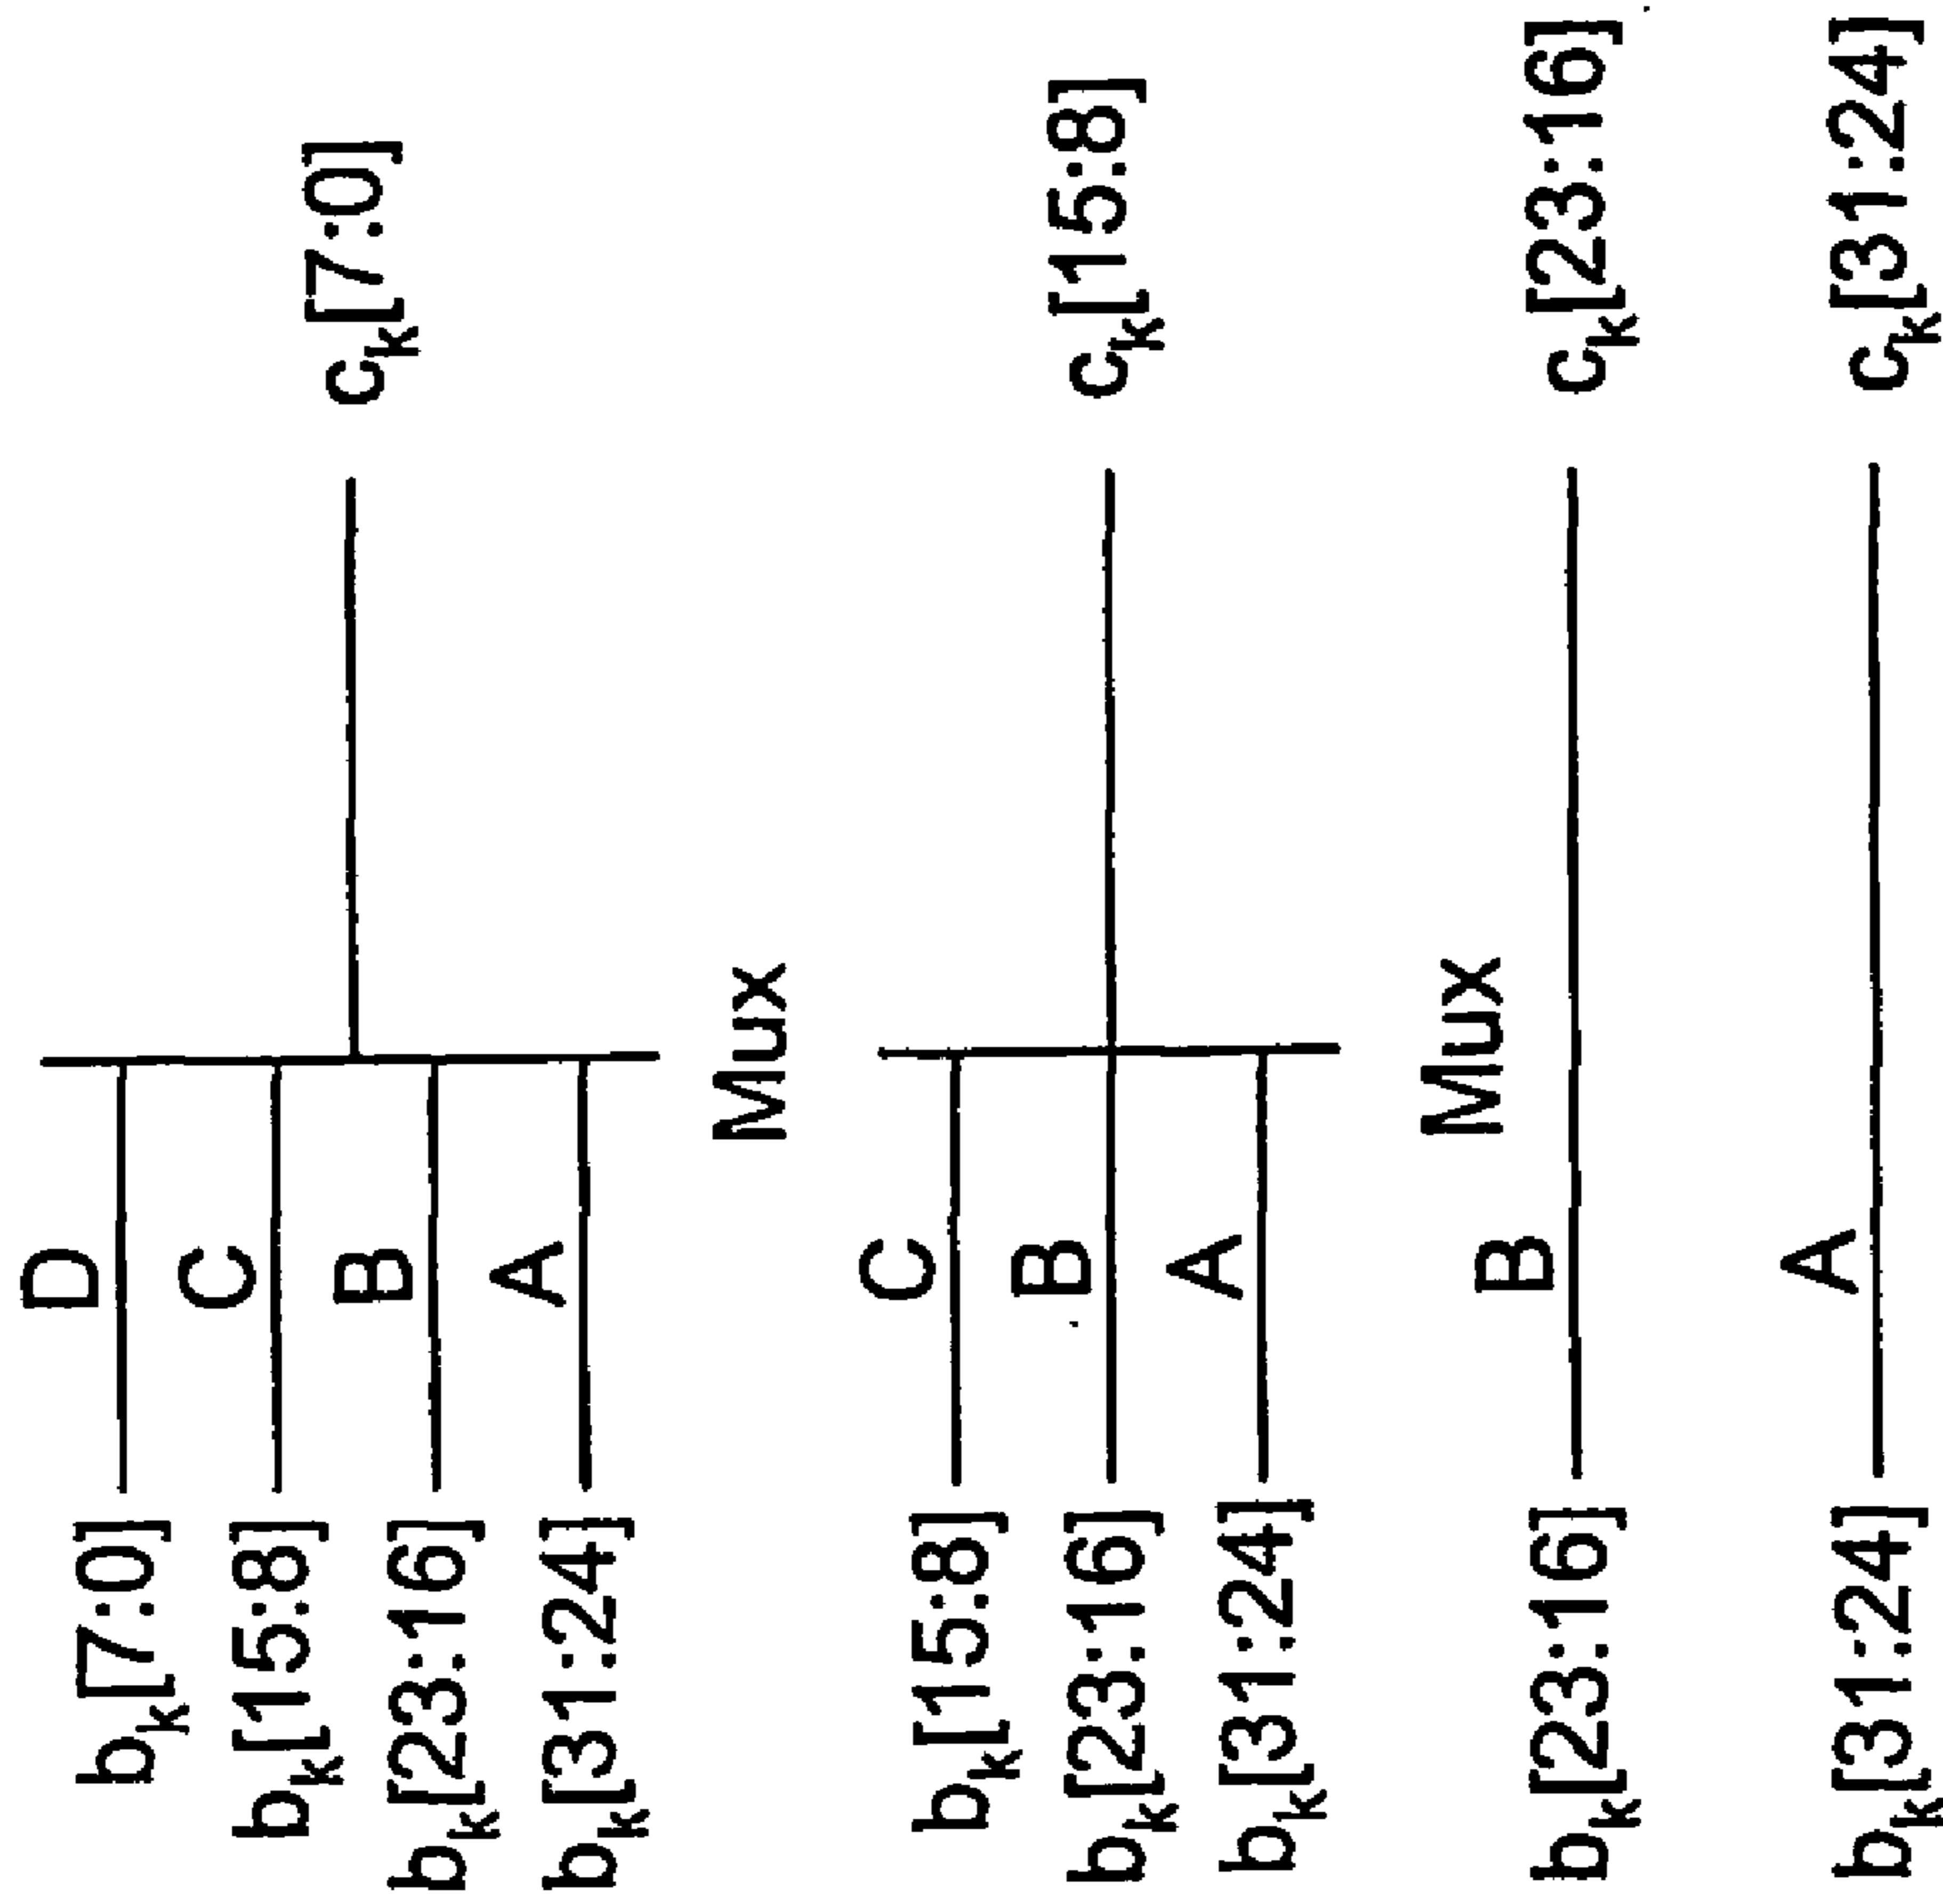 D
b_k[7:0]
C
b_k[15:8]
c_k[7:0]
B
b_k[23:16]
A
b_k[31:24]
Mux
C
b_k[15:8]
B
b_k[23:16]
c_k[15:8]
A
b_k[31:24]
Mux
B
b_k[23:16]
c_k[23:16]
A
b_k[31:24]
c_k[31:24]